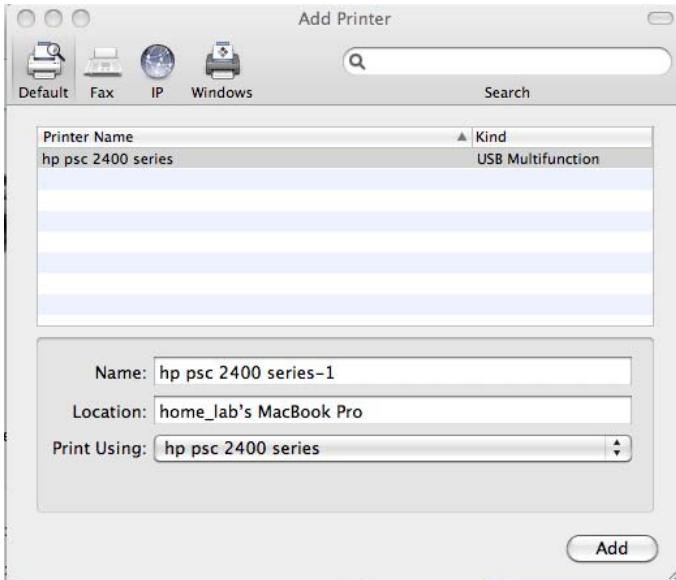 Add Printer
Default Fax IP Windows Search
Printer Name Kind
hp psc 2400 series USB Multifunction
Name: hp psc 2400 series-1
Location: home_lab's MacBook Pro
Print Using: hp psc 2400 series
Add